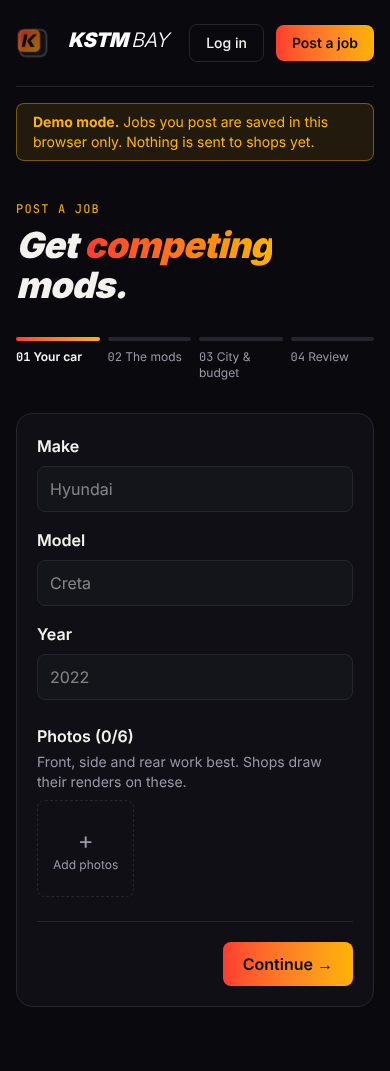 K
KSTM BAY
Log in
Post a job
Demo mode. Jobs you post are saved in this
browser only. Nothing is sent to shops yet.
POST A JOB
Get competing
mods.
01 Your car
02 The mods
03 City &
budget
04 Review
Make
Hyundai
Model
Creta
Year
2022
Photos (0/6)
Front, side and rear work best. Shops draw
their renders on these.
+
Add photos
Continue →